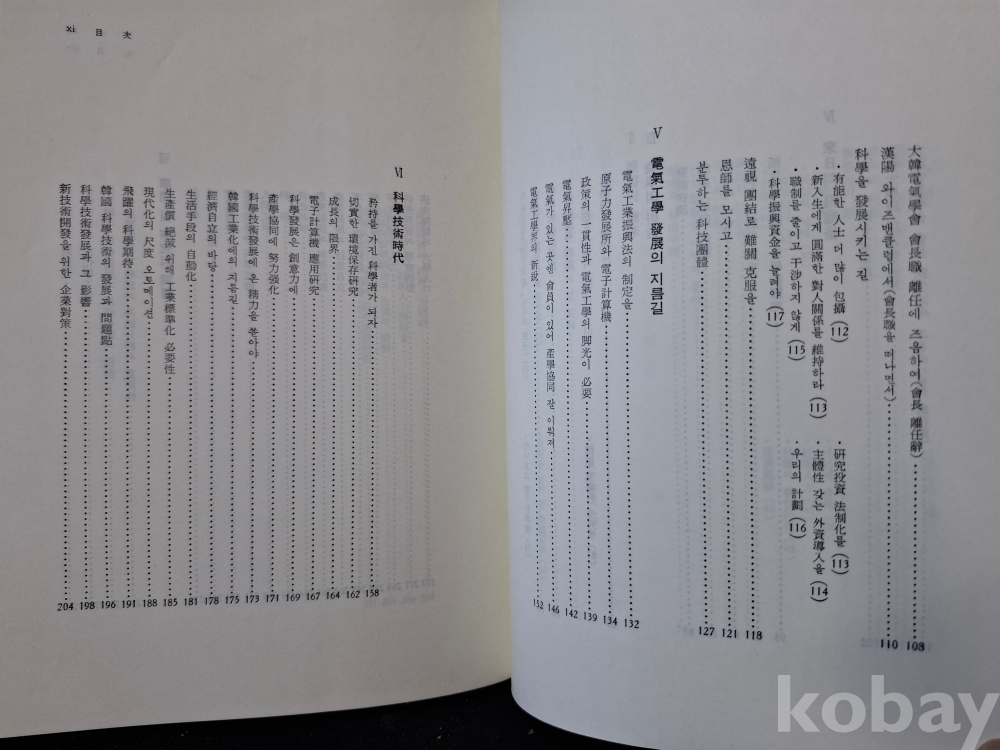 大韓電氣學會 會長職 離任에 즈음하여(會長 離任辭) 108
漢陽 와이즈맨클럽에서(會長職을 떠나면서) 110
科學을 發展시키는 길
·有能한 人士 더 많이 包攝 (112) ·硏究投資 法制化를 (113)
·新入生에게 圓滿한 對人關係를 維持하라 (113) ·主體性 갖는 外資導入을 (114)
·職制를 줄이고 干涉하지 않게 (115) ·우리의 計劃 (116)
·科學振興資金을 늘려야 (117)
遠視 團結로 難關 克服을 118
恩師를 모시고 121
분투하는 科技團體 127
Ⅴ 電氣工學 發展의 지름길
電氣工業振興法의 制定을 132
原子力發展所와 電子計算機 134
政策의 一貫性과 電氣工學의 脚光이 必要 139
電氣昇壓 142
電氣가 있는 곳에 會員이 있어 產學協同 잘 이뤄져 146
電氣工學界의 新説 152
xi 目 次
Ⅵ 科學技術時代
矜持를 가진 科學者가 되자 158
切實한 環境保存硏究 162
成長의 限界 164
電子計算機 應用硏究 167
科學發展은 創意力에 169
產學協同에 努力强化 171
科學技術發展에 온 精力을 쏟아야 173
韓國工業化에의 지름길 175
經濟自立의 바탕 178
生活手段의 自動化 181
生產價 絕減 위해 工業標準化 必要性 185
現代化의 尺度 오토메이션 188
飛躍의 科學期待 191
韓國 科學技術의 發展과 問題點 196
科學技術發展과 그 影響 198
新技術開發을 위한 企業對策 204
kobay